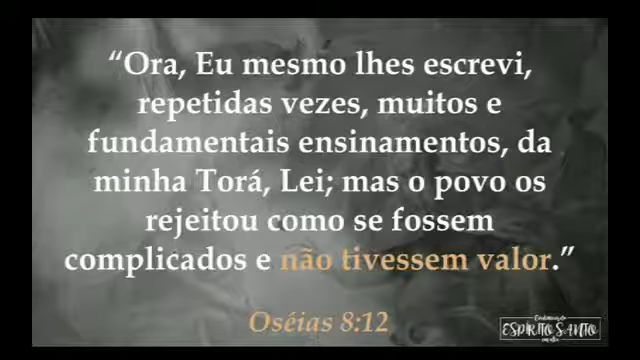 “Ora, Eu mesmo lhes escrevi,
repetidas vezes, muitos e
fundamentais ensinamentos, da
minha Torá, Lei; mas o povo os
rejeitou como se fossem
complicados e não tivessem valor.”
Oséias 8:12
ESPÍRITO SANTO